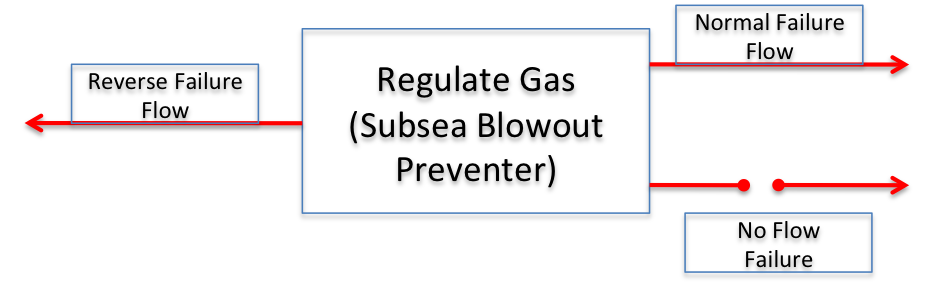 Normal Failure
Flow
Reverse Failure
Flow
Regulate Gas
(Subsea Blowout
Preventer)
No Flow
Failure